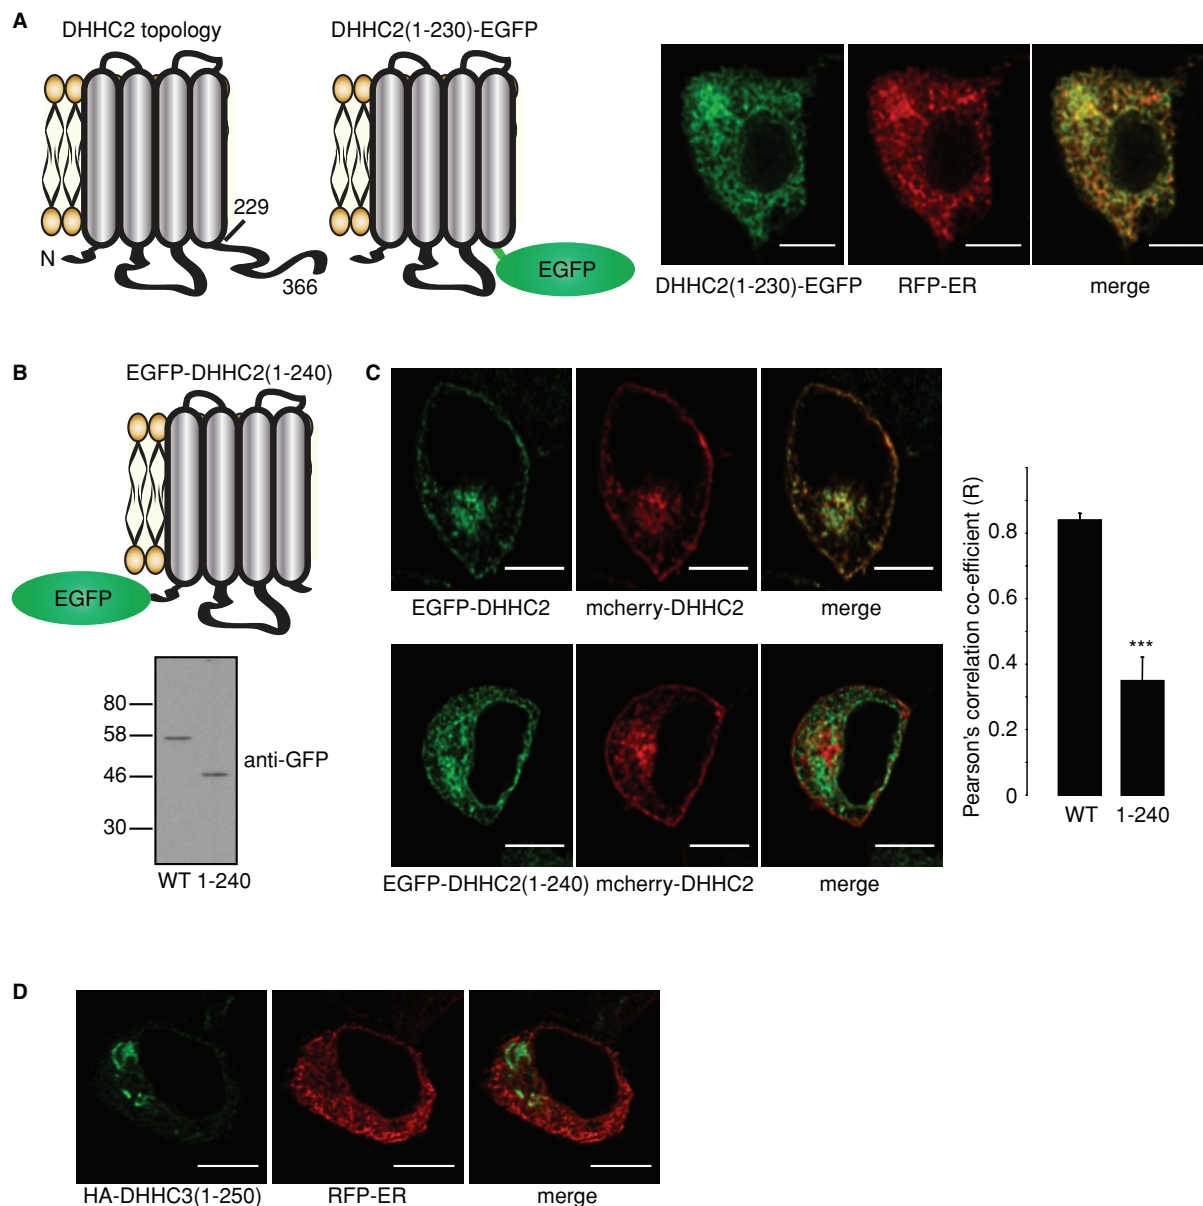 A
DHHC2 topology
DHHC2(1-230)-EGFP
229
N
366
EGFP
DHHC2(1-230)-EGFP
RFP-ER
merge
B
EGFP-DHHC2(1-240)
EGFP
80
58
46
30
anti-GFP
WT 1-240
C
EGFP-DHHC2
mcherry-DHHC2
merge
EGFP-DHHC2(1-240) mcherry-DHHC2
merge
Pearson's correlation co-efficient (R)
0.8
0.6
0.4
0.2
0
***
WT
1-240
D
HA-DHHC3(1-250)
RFP-ER
merge